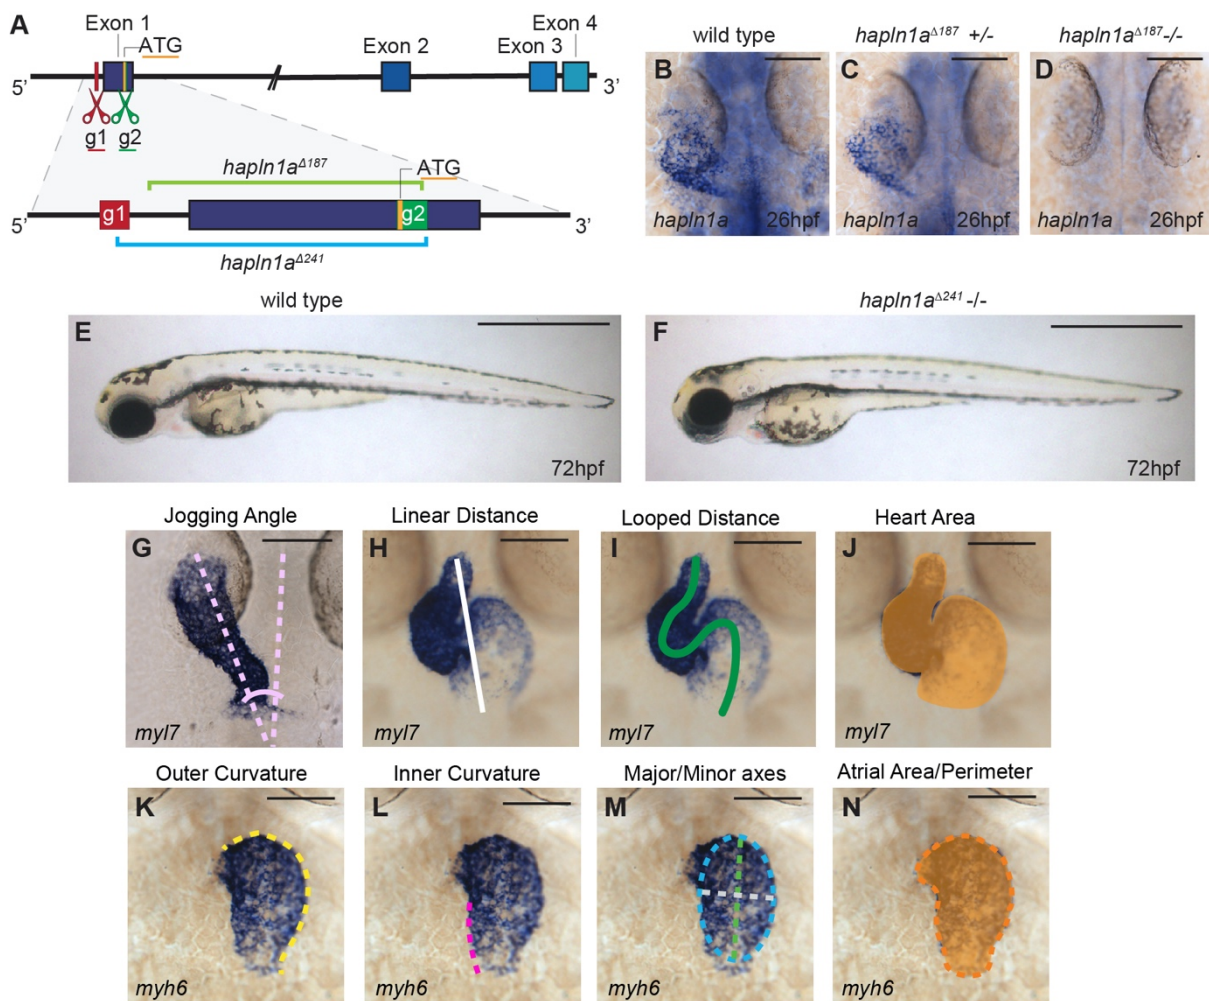 A
Exon 1
ATG
Exon 2
Exon 3
Exon 4
5’
3’
g1
g2
hapln1aΔ187
ATG
5’
g1
g2
3’
hapln1aΔ241
wild type
hapln1aΔ187 +/-
hapln1aΔ187-/-
B
C
D
hapln1a 26hpf
hapln1a 26hpf
hapln1a 26hpf
wild type
hapln1aΔ241 -/-
E
F
72hpf
72hpf
Jogging Angle
Linear Distance
Looped Distance
Heart Area
G
H
I
J
myl7
myl7
myl7
myl7
Outer Curvature
Inner Curvature
Major/Minor axes
Atrial Area/Perimeter
K
L
M
N
myh6
myh6
myh6
myh6